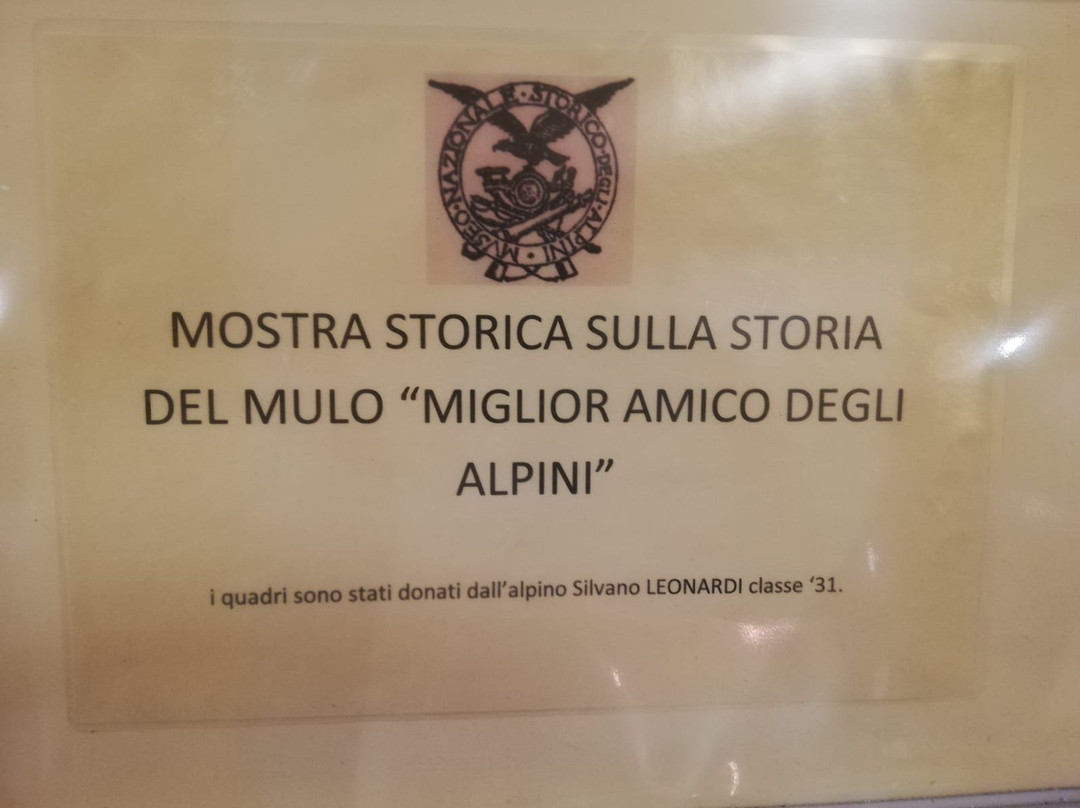 MUSEO · NAZIONALE · STORICO · DEGLI · ALPINI ·
MOSTRA STORICA SULLA STORIA
DEL MULO “MIGLIOR AMICO DEGLI
ALPINI”
i quadri sono stati donati dall’alpino Silvano LEONARDI classe ‘31.